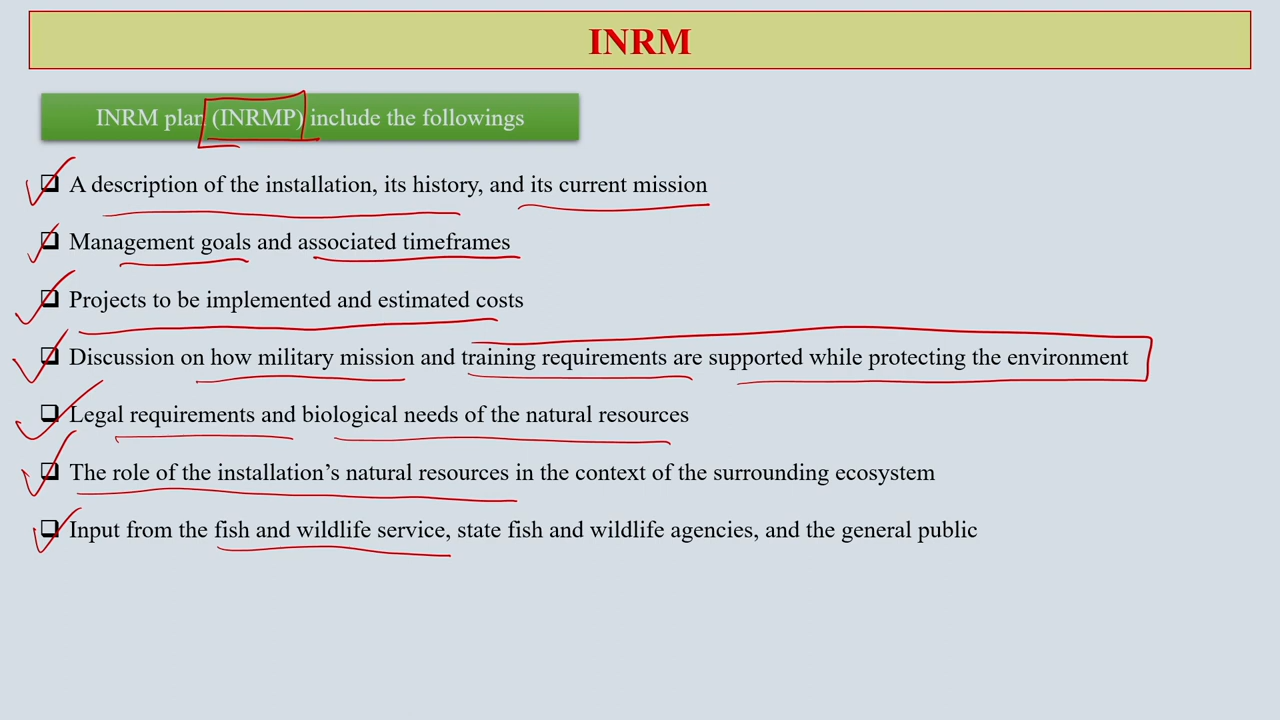 INRM
INRM plan (INRMP) include the followings
A description of the installation, its history, and its current mission
Management goals and associated timeframes
Projects to be implemented and estimated costs
Discussion on how military mission and training requirements are supported while protecting the environment
Legal requirements and biological needs of the natural resources
The role of the installation’s natural resources in the context of the surrounding ecosystem
Input from the fish and wildlife service, state fish and wildlife agencies, and the general public